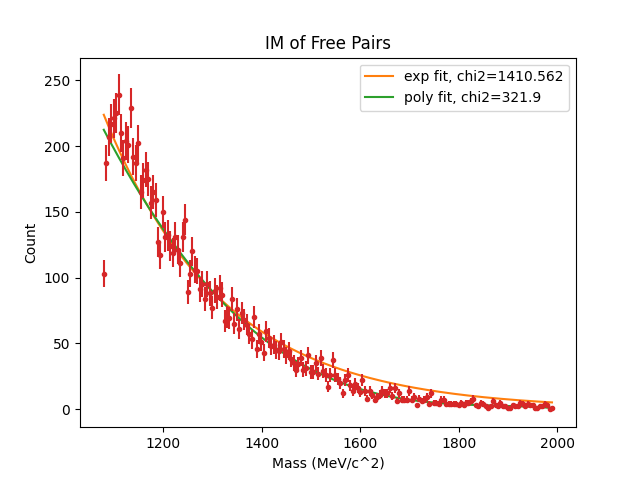 IM of Free Pairs
exp fit, chi2=1410.562
poly fit, chi2=321.9
Count
250
200
150
100
50
0
1200 1400 1600 1800 2000
Mass (MeV/c^2)